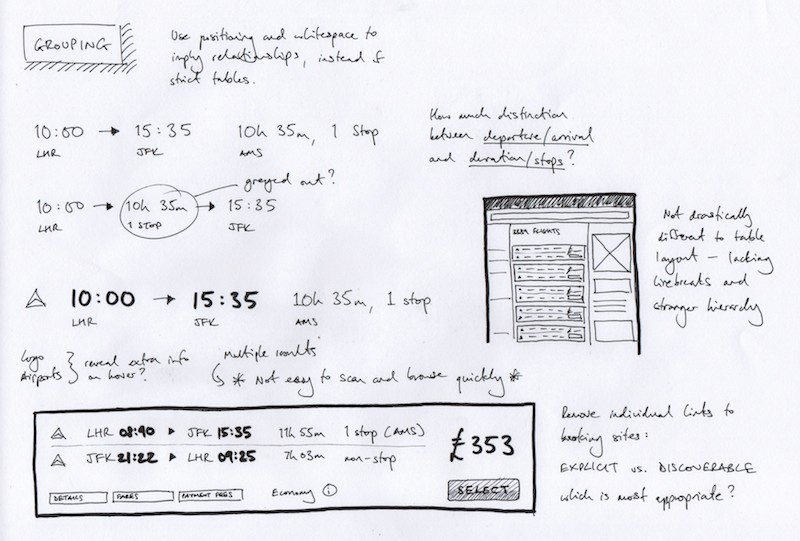 GROUPING
Use positioning and whitespace to
imply relationships, instead of
strict tables.
10:00 → 15:35 10h 35m, 1 stop
LHR JFK AMS
How much distinction
between departure/arrival
and duration/stops?
greyed out?
10:00 → 10h 35m → 15:35
LHR 1 STOP JFK
10:00 → 15:35 10h 35m, 1 stop
LHR JFK AMS
FLIGHTS
Not drastically
different to table
layout – lacking
linebreaks and
stronger hierarchy
Logo
Airports } reveal extra info
on hover?
Multiple results
* Not easy to scan and browse quickly *
LHR 08:40 ▶ JFK 15:35 11h 55m 1 stop (AMS)
JFK 21:22 ▶ LHR 09:25 7h 03m non-stop
£353
DETAILS FARES PAYMENT FEES Economy ⓘ SELECT
Remove individual links to
booking sites:
EXPLICIT vs. DISCOVERABLE
which is most appropriate?